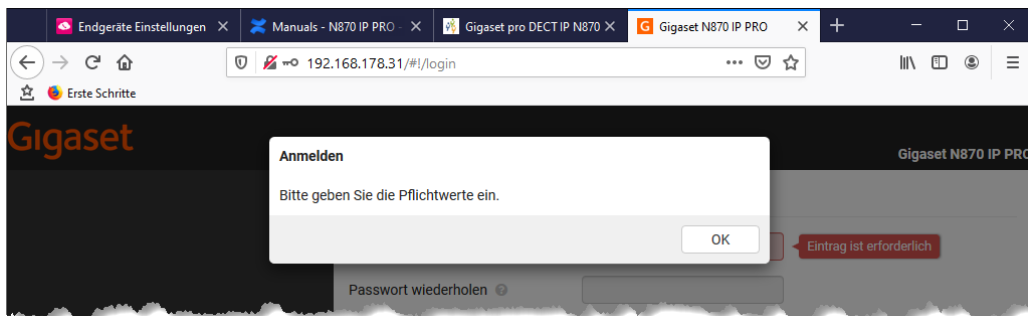 Endgeräte Einstellungen
Manuals - N870 IP PRO -
Gigaset pro DECT IP N870
G Gigaset N870 IP PRO
192.168.178.31/#!/login
Erste Schritte
Gigaset
Gigaset N870 IP PRO
Anmelden
Bitte geben Sie die Pflichtwerte ein.
OK
Eintrag ist erforderlich
Passwort wiederholen